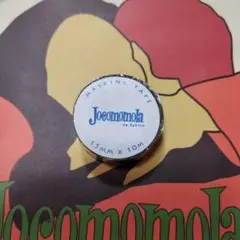 MASKING TAPE
Jocomomola
de Sybilla
15MM x 10M
Jocomomola